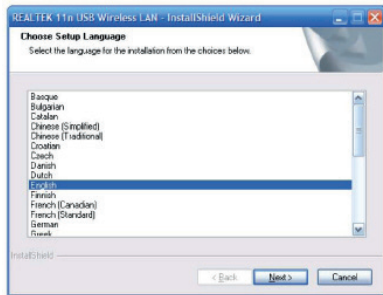 REALTEK 11n USB Wireless LAN - InstallShield Wizard
Choose Setup Language
Select the language for the installation from the choices below.
Basque
Bulgarian
Catalan
Chinese (Simplified)
Chinese (Traditional)
Croatian
Czech
Danish
Dutch
English
Finnish
French (Canadian)
French (Standard)
German
Greek
InstallShield
< Back
Next >
Cancel